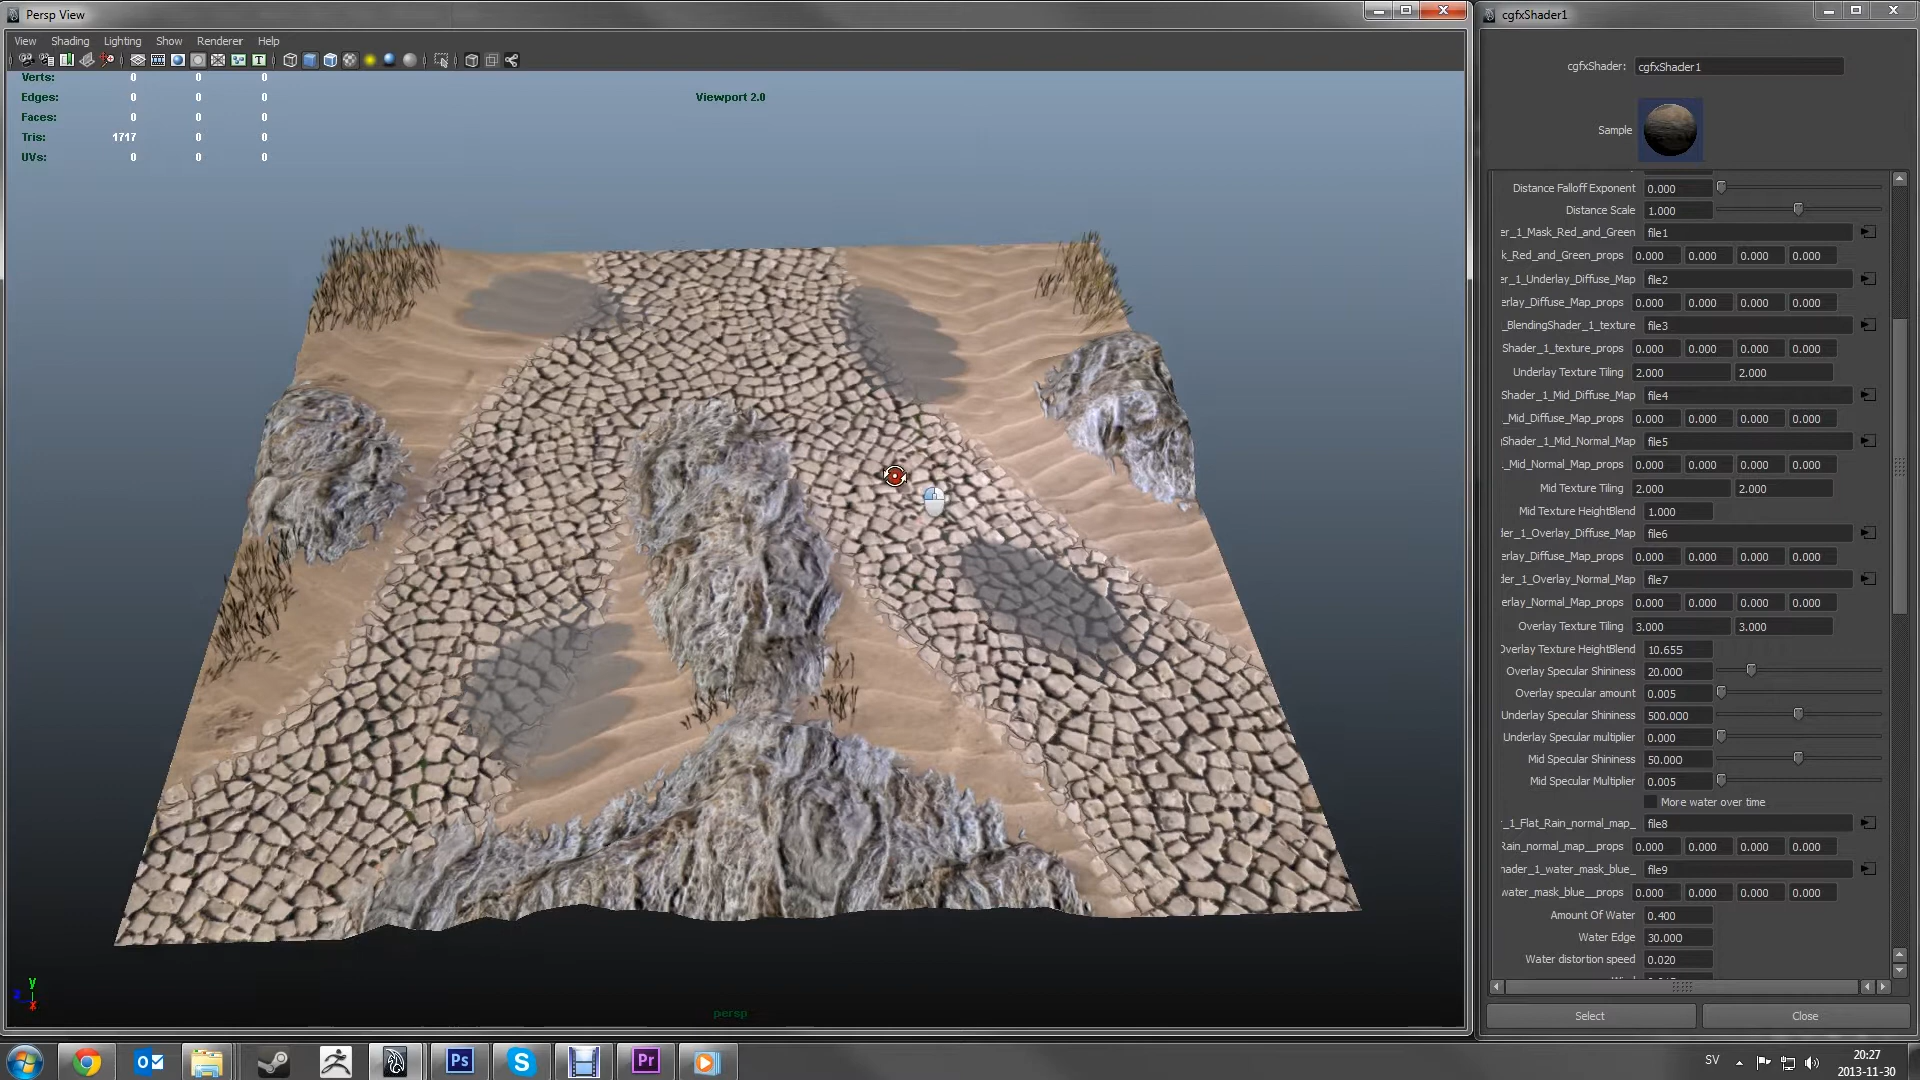 Persp View
View Shading Lighting Show Renderer Help
Verts: 0 0 0
Edges: 0 0 0
Faces: 0 0 0
Tris: 1717 0 0
UVs: 0 0 0
Viewport 2.0
persp
y
x
cgfxShader1
cgfxShader: cgfxShader1
Sample
Distance Falloff Exponent 0.000
Distance Scale 1.000
er_1_Mask_Red_and_Green file1
k_Red_and_Green_props 0.000 0.000 0.000 0.000
er_1_Underlay_Diffuse_Map file2
erlay_Diffuse_Map_props 0.000 0.000 0.000 0.000
_BlendingShader_1_texture file3
Shader_1_texture_props 0.000 0.000 0.000 0.000
Underlay Texture Tiling 2.000 2.000
Shader_1_Mid_Diffuse_Map file4
_Mid_Diffuse_Map_props 0.000 0.000 0.000 0.000
gShader_1_Mid_Normal_Map file5
_Mid_Normal_Map_props 0.000 0.000 0.000 0.000
Mid Texture Tiling 2.000 2.000
Mid Texture HeightBlend 1.000
der_1_Overlay_Diffuse_Map file6
erlay_Diffuse_Map_props 0.000 0.000 0.000 0.000
der_1_Overlay_Normal_Map file7
erlay_Normal_Map_props 0.000 0.000 0.000 0.000
Overlay Texture Tiling 3.000 3.000
Overlay Texture HeightBlend 10.655
Overlay Specular Shininess 20.000
Overlay specular amount 0.005
Underlay Specular Shininess 500.000
Underlay Specular multiplier 0.000
Mid Specular Shininess 50.000
Mid Specular Multiplier 0.005
More water over time
_1_Flat_Rain_normal_map_ file8
Rain_normal_map__props 0.000 0.000 0.000 0.000
hader_1_water_mask_blue_ file9
water_mask_blue__props 0.000 0.000 0.000 0.000
Amount Of Water 0.400
Water Edge 30.000
Water distortion speed 0.020
Select Close
Ps
Pr
SV
20:27
2013-11-30